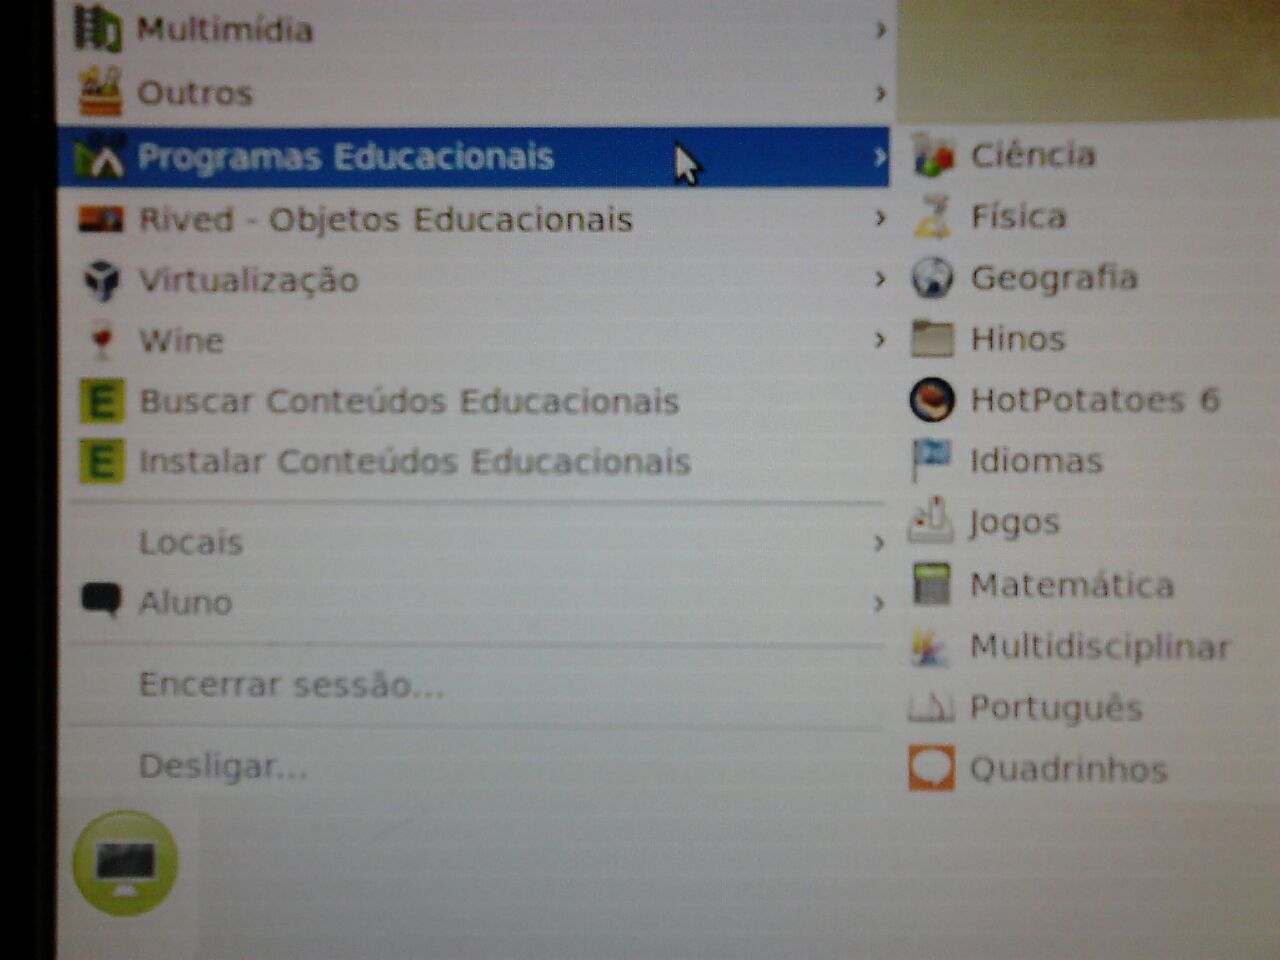 Multimídia
Outros
Programas Educacionais
Rived - Objetos Educacionais
Virtualização
Wine
Buscar Conteúdos Educacionais
Instalar Conteúdos Educacionais
Locais
Aluno
Encerrar sessão...
Desligar...
Ciência
Física
Geografia
Hinos
HotPotatoes 6
Idiomas
Jogos
Matemática
Multidisciplinar
Português
Quadrinhos